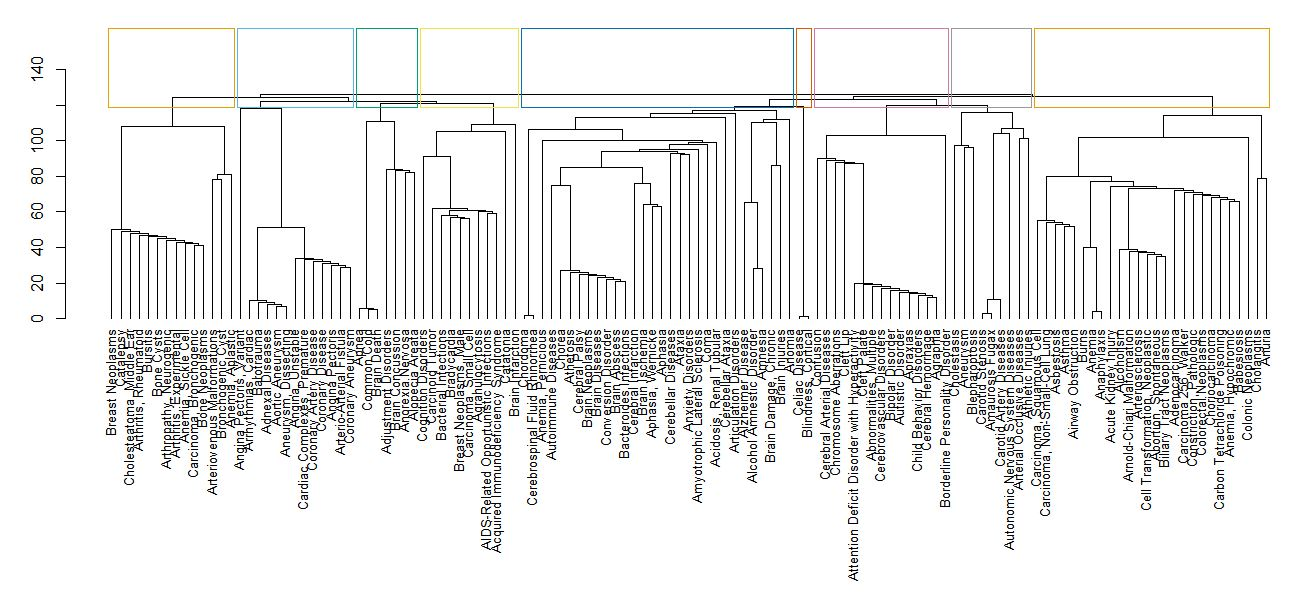 140
100
80
60
40
20
0
Breast Neoplasms
Catalepsy
Cholesteatoma, Middle Ear
Arthritis, Rheumatoid
Bursitis
Bone Cysts
Arthropathy, Neurogenic
Arthritis, Experimental
Anemia, Sickle Cell
Carcinoma, Bronchogenic
Bone Neoplasms
Arteriovenous Malformations
Bronchogenic Cyst
Anemia, Aplastic
Angina Pectoris, Variant
Arrhythmias, Cardiac
Barotrauma
Adnexal Diseases
Aortic Aneurysm
Aneurysm, Dissecting
Angina, Unstable
Cardiac Complexes, Premature
Coronary Artery Disease
Coronary Disease
Angina Pectoris
Arterio-Arterial Fistula
Coronary Aneurysm
Apnea
Common Cold
Brain Death
Adjustment Disorders
Brain Concussion
Anorexia Nervosa
Alopecia Areata
Cognition Disorders
Carcinoid Tumor
Bacterial Infections
Bradycardia
Breast Neoplasms, Male
Carcinoma, Small Cell
Ascites
Agoraphobia
AIDS-Related Opportunistic Infections
Acquired Immunodeficiency Syndrome
Brain Infarction
Chordoma
Cerebrospinal Fluid Rhinorrhea
Anemia, Pernicious
Autoimmune Diseases
Chorea
Atherosis
Cerebral Palsy
Brain Neoplasms
Brain Diseases
Conversion Disorder
Brain Abscess
Bacteroides Infections
Cerebral Infarction
Brain Ischemia
Aphasia, Wernicke
Aphasia
Cerebellar Diseases
Ataxia
Anxiety Disorders
Amyotrophic Lateral Sclerosis
Coma
Acidosis, Renal Tubular
Cerebellar Ataxia
Articulation Disorders
Alzheimer Disease
Alcohol Amnestic Disorder
Amnesia
Brain Damage, Chronic
Brain Injuries
Anomia
Celiac Disease
Blindness, Cortical
Confusion
Cerebral Arterial Diseases
Chromosome Aberrations
Cleft Lip
Attention Deficit Disorder with Hyperactivity
Cleft Palate
Abnormalities, Multiple
Cerebrovascular Disorders
Bipolar Disorder
Autistic Disorder
Apraxias
Child Behavior Disorders
Cerebral Hemorrhage
Agraphia
Borderline Personality Disorder
Cholestasis
Aneurysm
Blepharoptosis
Amaurosis Fugax
Carotid Artery Diseases
Autonomic Nervous System Diseases
Arterial Occlusive Diseases
Athletic Injuries
Carcinoma, Squamous Cell
Carcinoma, Non-Small-Cell Lung
Asbestosis
Asthma
Airway Obstruction
Burns
Apnea
Anaphylaxis
Acute Kidney Injury
Alcoholism
Arnold-Chiari Malformation
Arteriosclerosis
Cell Transformation, Neoplastic
Abortion, Spontaneous
Biliary Tract Neoplasms
Adenocarcinoma
Carcinoma 256, Walker
Constriction, Pathologic
Colorectal Neoplasms
Choriocarcinoma
Carbon Tetrachloride Poisoning
Anemia, Hypochromic
Babesiosis
Colonic Neoplasms
Cholangitis
Anuria